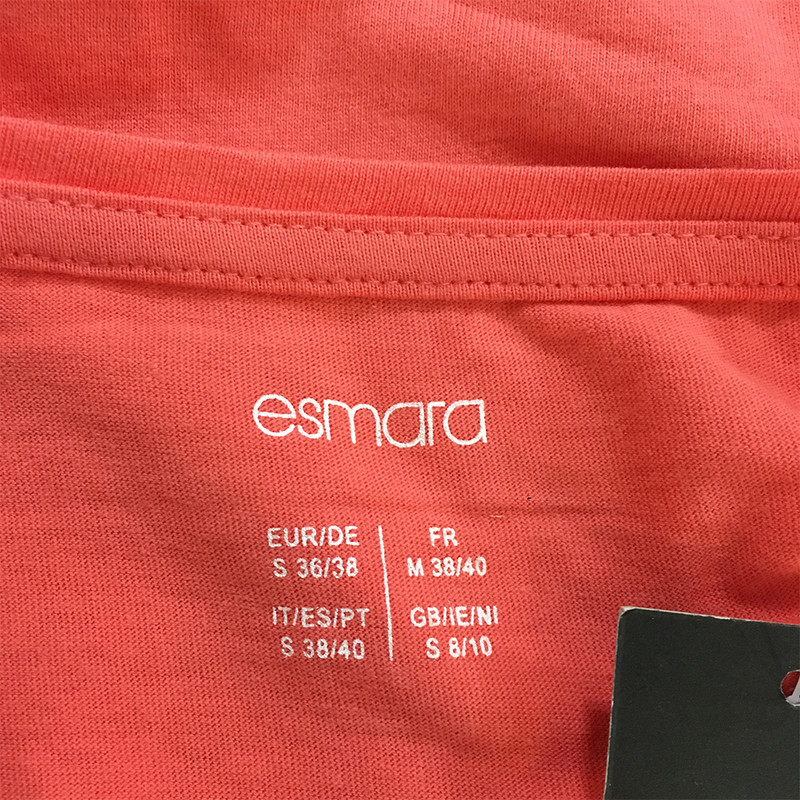 esmara
EUR/DE
S 36/38
FR
M 38/40
IT/ES/PT
S 38/40
GB/IE/NI
S 8/10